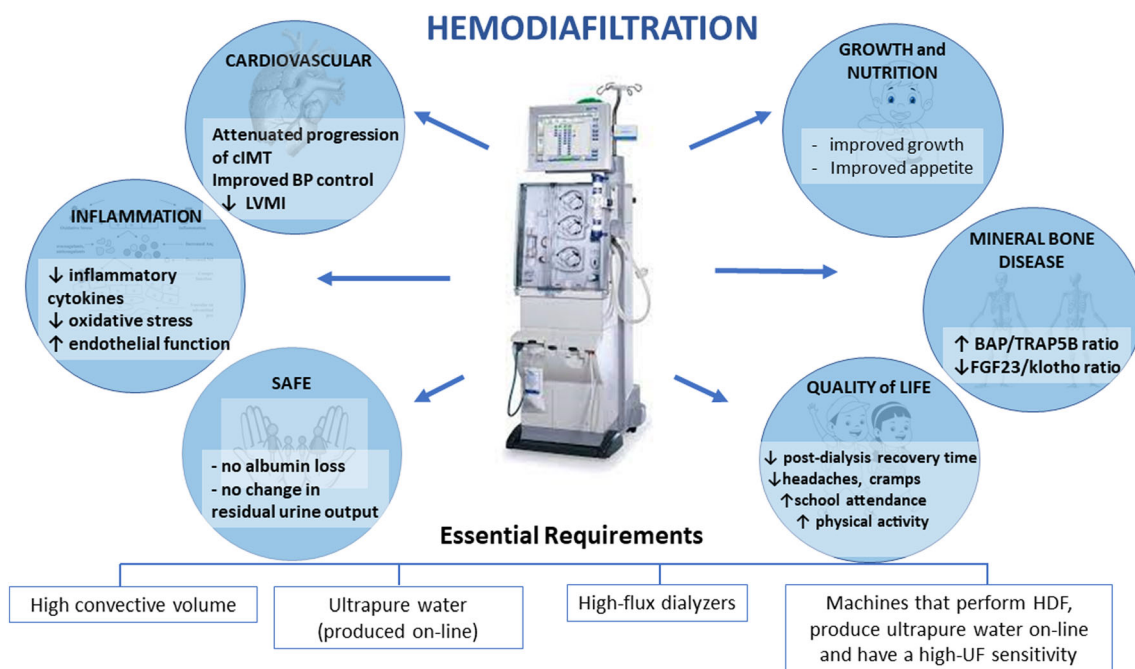 HEMODIAFILTRATION
CARDIOVASCULAR
Attenuated progression
of cIMT
Improved BP control
↓ LVMI
GROWTH and
NUTRITION
- improved growth
- Improved appetite
INFLAMMATION
↓ inflammatory
cytokines
↓ oxidative stress
↑ endothelial function
MINERAL BONE
DISEASE
↑ BAP/TRAP5B ratio
↓FGF23/klotho ratio
SAFE
- no albumin loss
- no change in
residual urine output
QUALITY of LIFE
↓ post-dialysis recovery time
↓headaches, cramps
↑school attendance
↑ physical activity
Essential Requirements
High convective volume
Ultrapure water
(produced on-line)
High-flux dialyzers
Machines that perform HDF,
produce ultrapure water on-line
and have a high-UF sensitivity